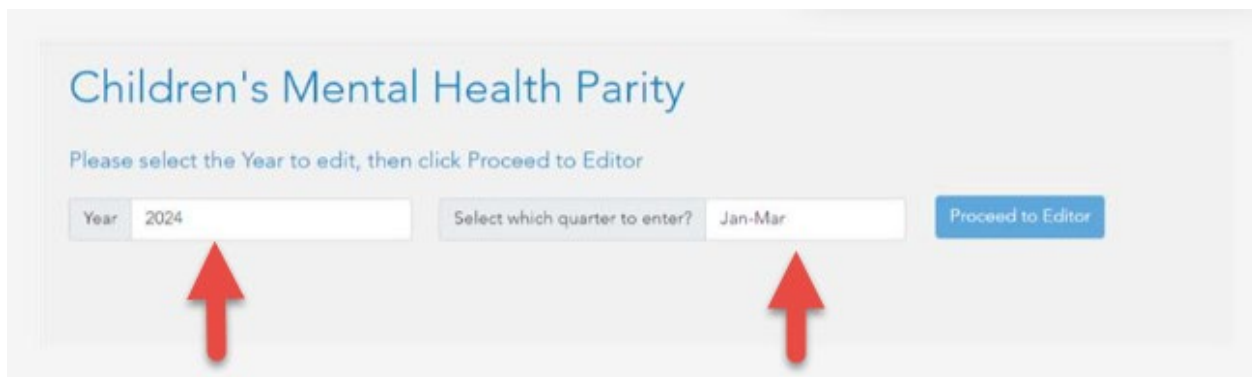 Children's Mental Health Parity
Please select the Year to edit, then click Proceed to Editor
Year 2024 Select which quarter to enter? Jan-Mar Proceed to Editor